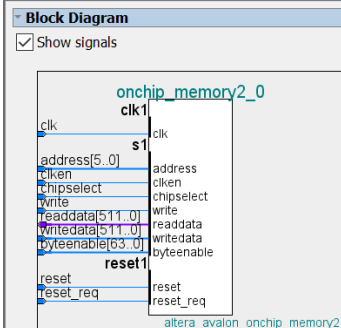 Block Diagram
Show signals
onchip_memory2_0
clk1
clk
clk
s1
address[5..0]
address
clken
clken
chipselect
chipselect
write
write
readdata[511..0]
readdata
writedata[511..0]
writedata
byteenable[63..0]
byteenable
reset1
reset
reset
reset_req
reset_req
altera_avalon_onchip_memory2